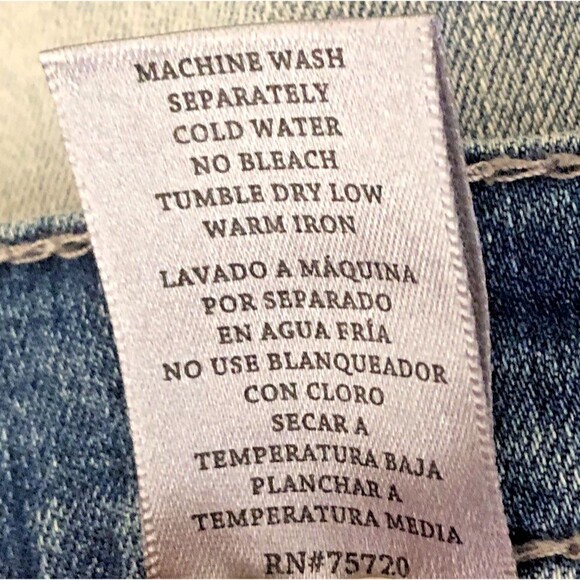 MACHINE WASH
SEPARATELY
COLD WATER
NO BLEACH
TUMBLE DRY LOW
WARM IRON
LAVADO A MÁQUINA
POR SEPARADO
EN AGUA FRÍA
NO USE BLANQUEADOR
CON CLORO
SECAR A
TEMPERATURA BAJA
PLANCHAR A
TEMPERATURA MEDIA
RN#75720